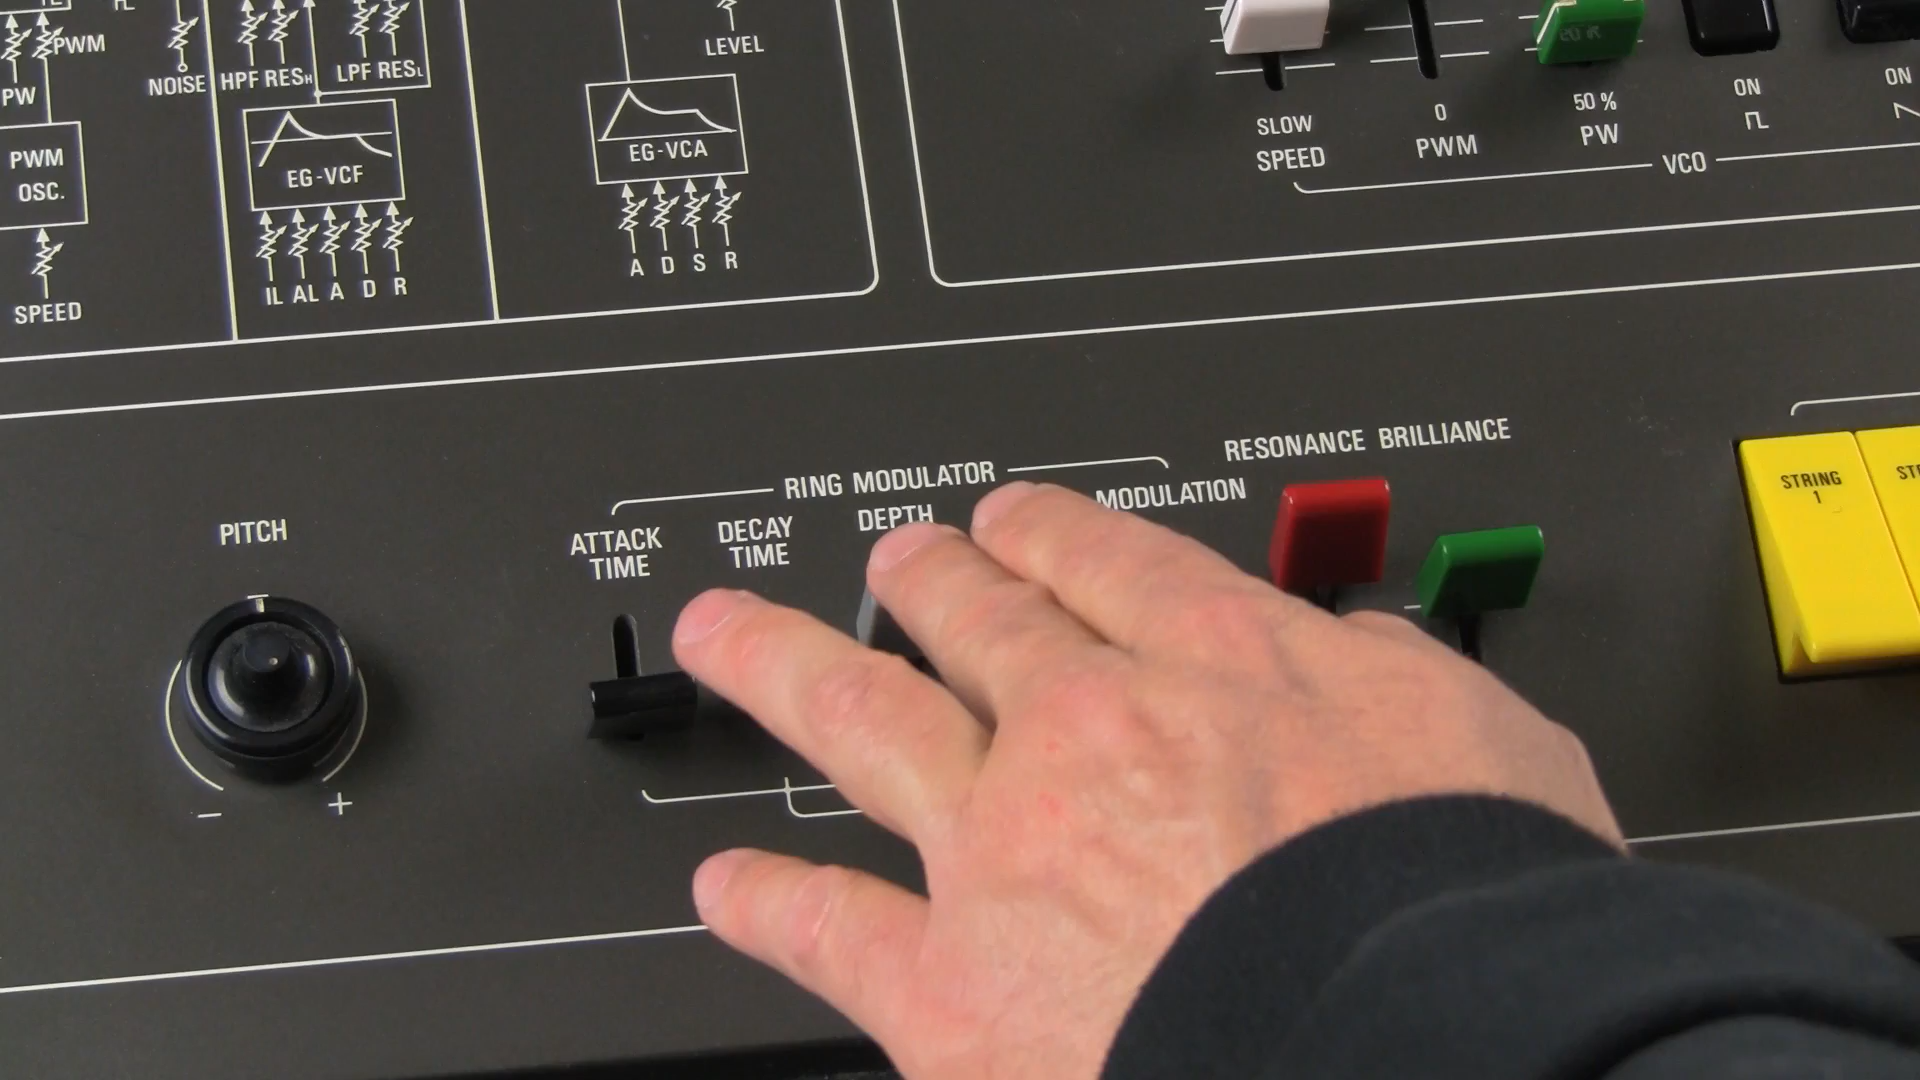 PWM
PW
NOISE
HPF RESH
LPF RESL
LEVEL
PWM
OSC.
EG-VCF
EG-VCA
SPEED
IL AL A D R
A D S R
SLOW
SPEED
0
PWM
50 %
PW
ON
ON
VCO
PITCH
- +
RING MODULATOR
ATTACK
TIME
DECAY
TIME
DEPTH
MODULATION
RESONANCE BRILLIANCE
STRING
1